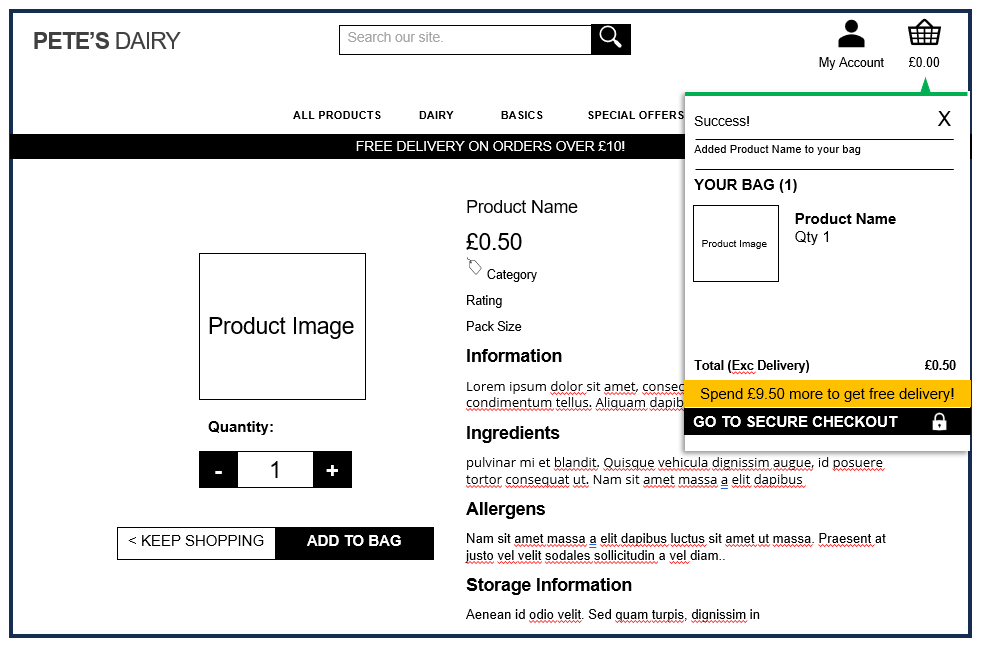 PETE'S DAIRY
Search our site.
My Account
£0.00
ALL PRODUCTS
DAIRY
BASICS
SPECIAL OFFERS
FREE DELIVERY ON ORDERS OVER £10!
Success!
X
Added Product Name to your bag
YOUR BAG (1)
Product Image
Product Name
Qty 1
Total (Exc Delivery)
£0.50
Spend £9.50 more to get free delivery!
GO TO SECURE CHECKOUT
Product Image
Quantity:
- 1 +
< KEEP SHOPPING
ADD TO BAG
Product Name
£0.50
Category
Rating
Pack Size
Information
Lorem ipsum dolor sit amet,
condimentum tellus. Aliquam
Ingredients
pulvinar mi et blandit. Quisque vehicula dignissim augue, id posuere
tortor consequat ut. Nam sit amet massa a elit dapibus
Allergens
Nam sit amet massa a elit dapibus luctus sit amet ut massa. Praesent at
justo vel velit sodales sollicitudin a vel diam..
Storage Information
Aenean id odio velit. Sed quam turpis, dignissim in